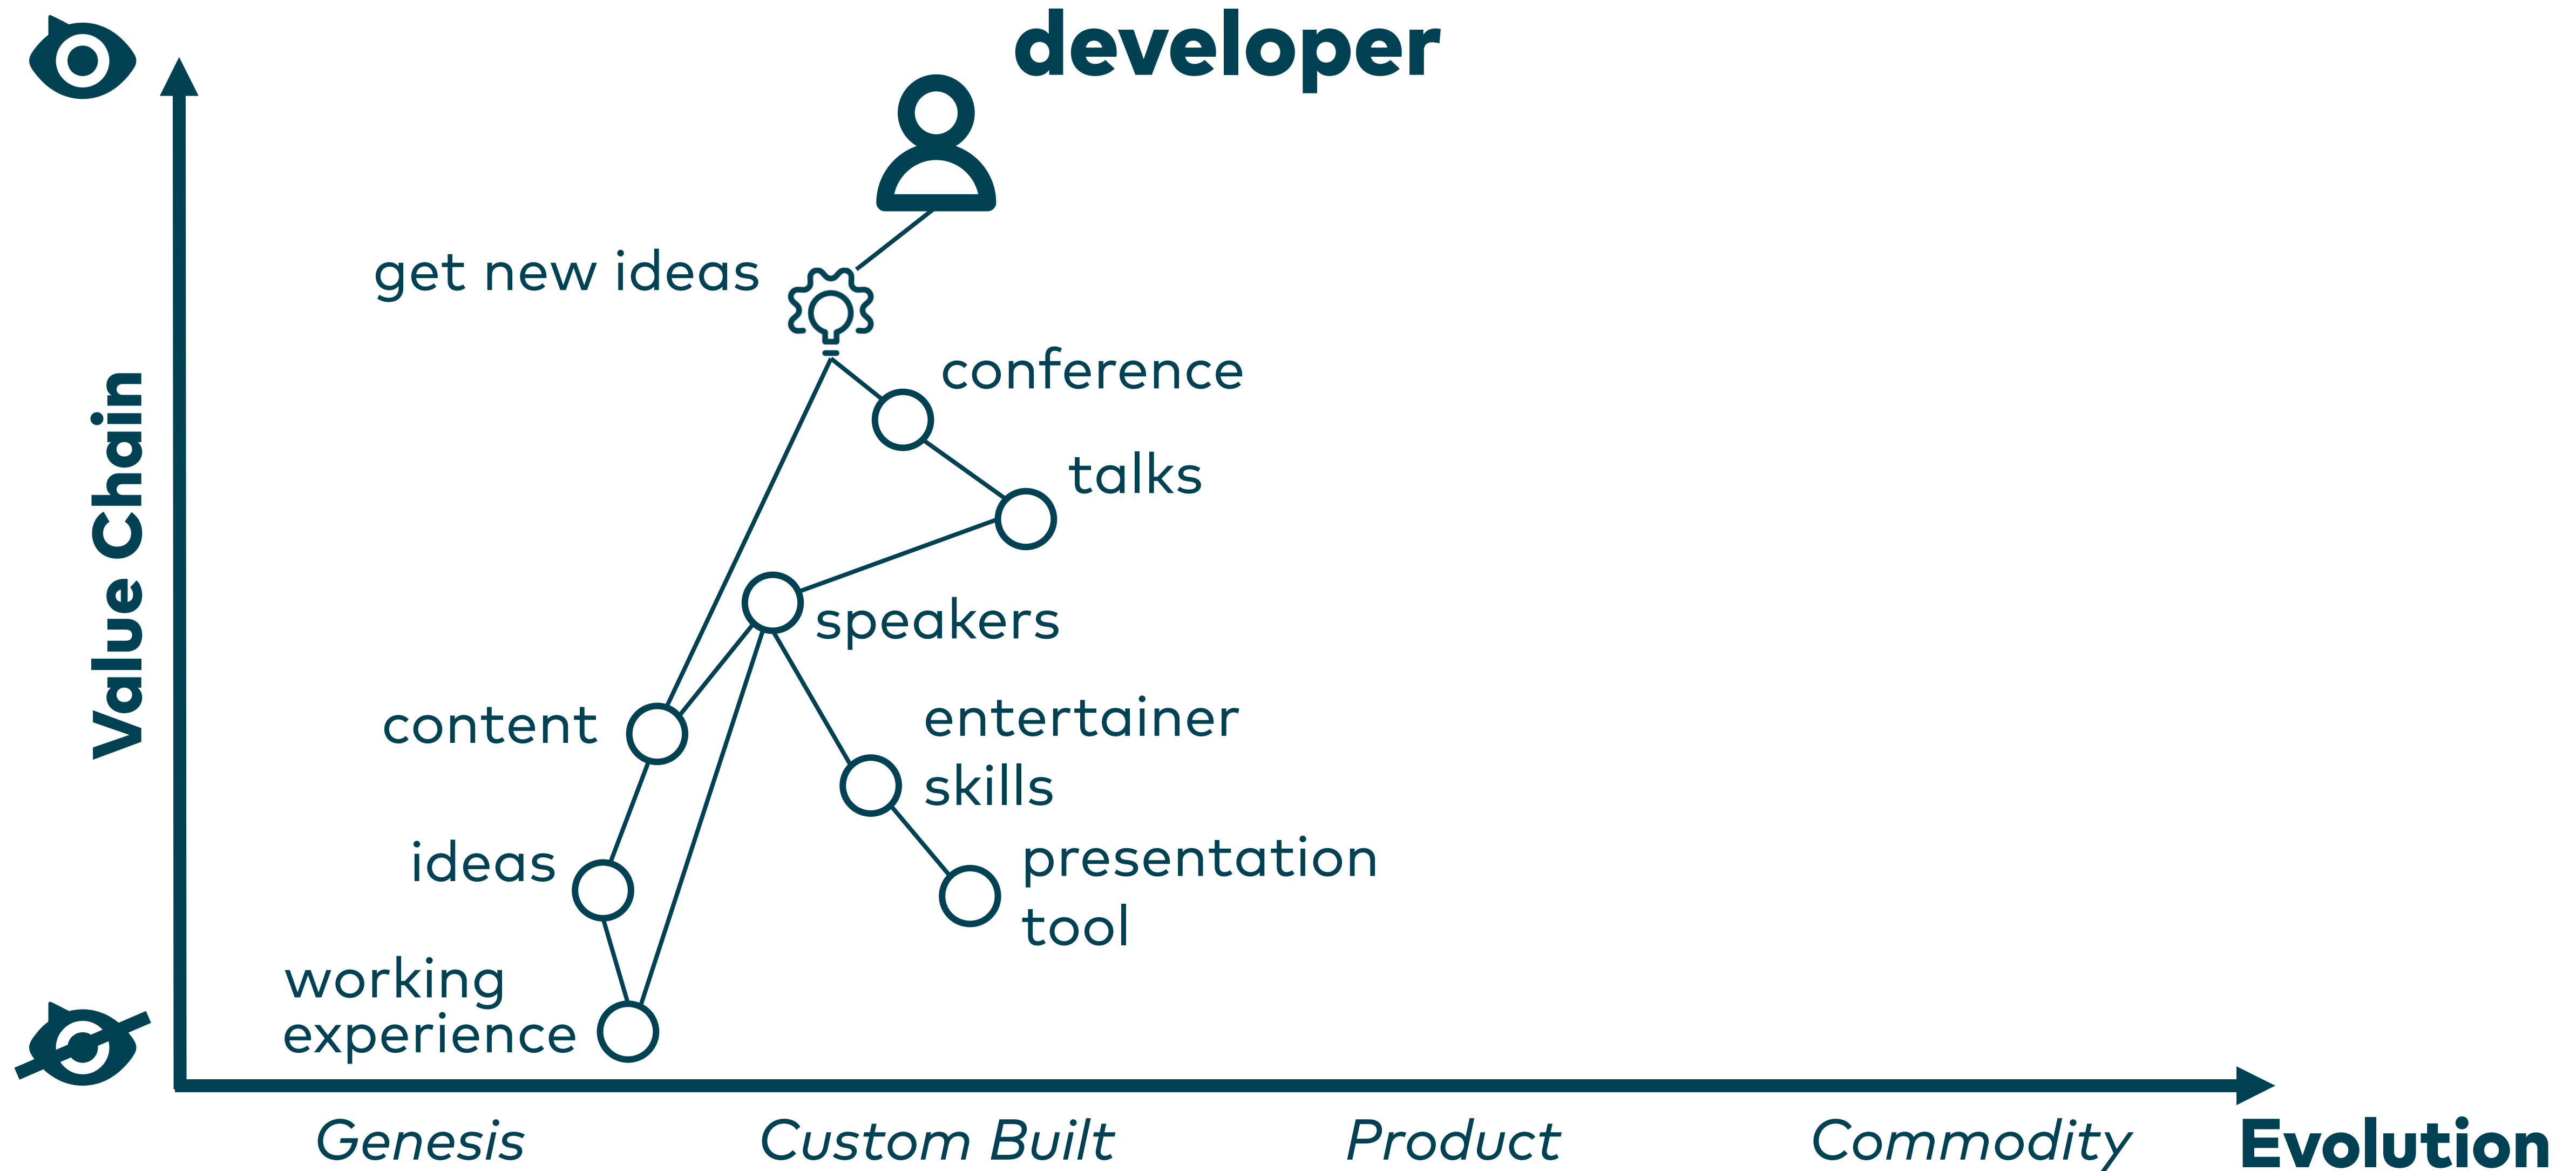 developer
get new ideas
conference
talks
speakers
content
entertainer
skills
ideas
presentation
tool
working
experience
Value Chain
Genesis
Custom Built
Product
Commodity
Evolution